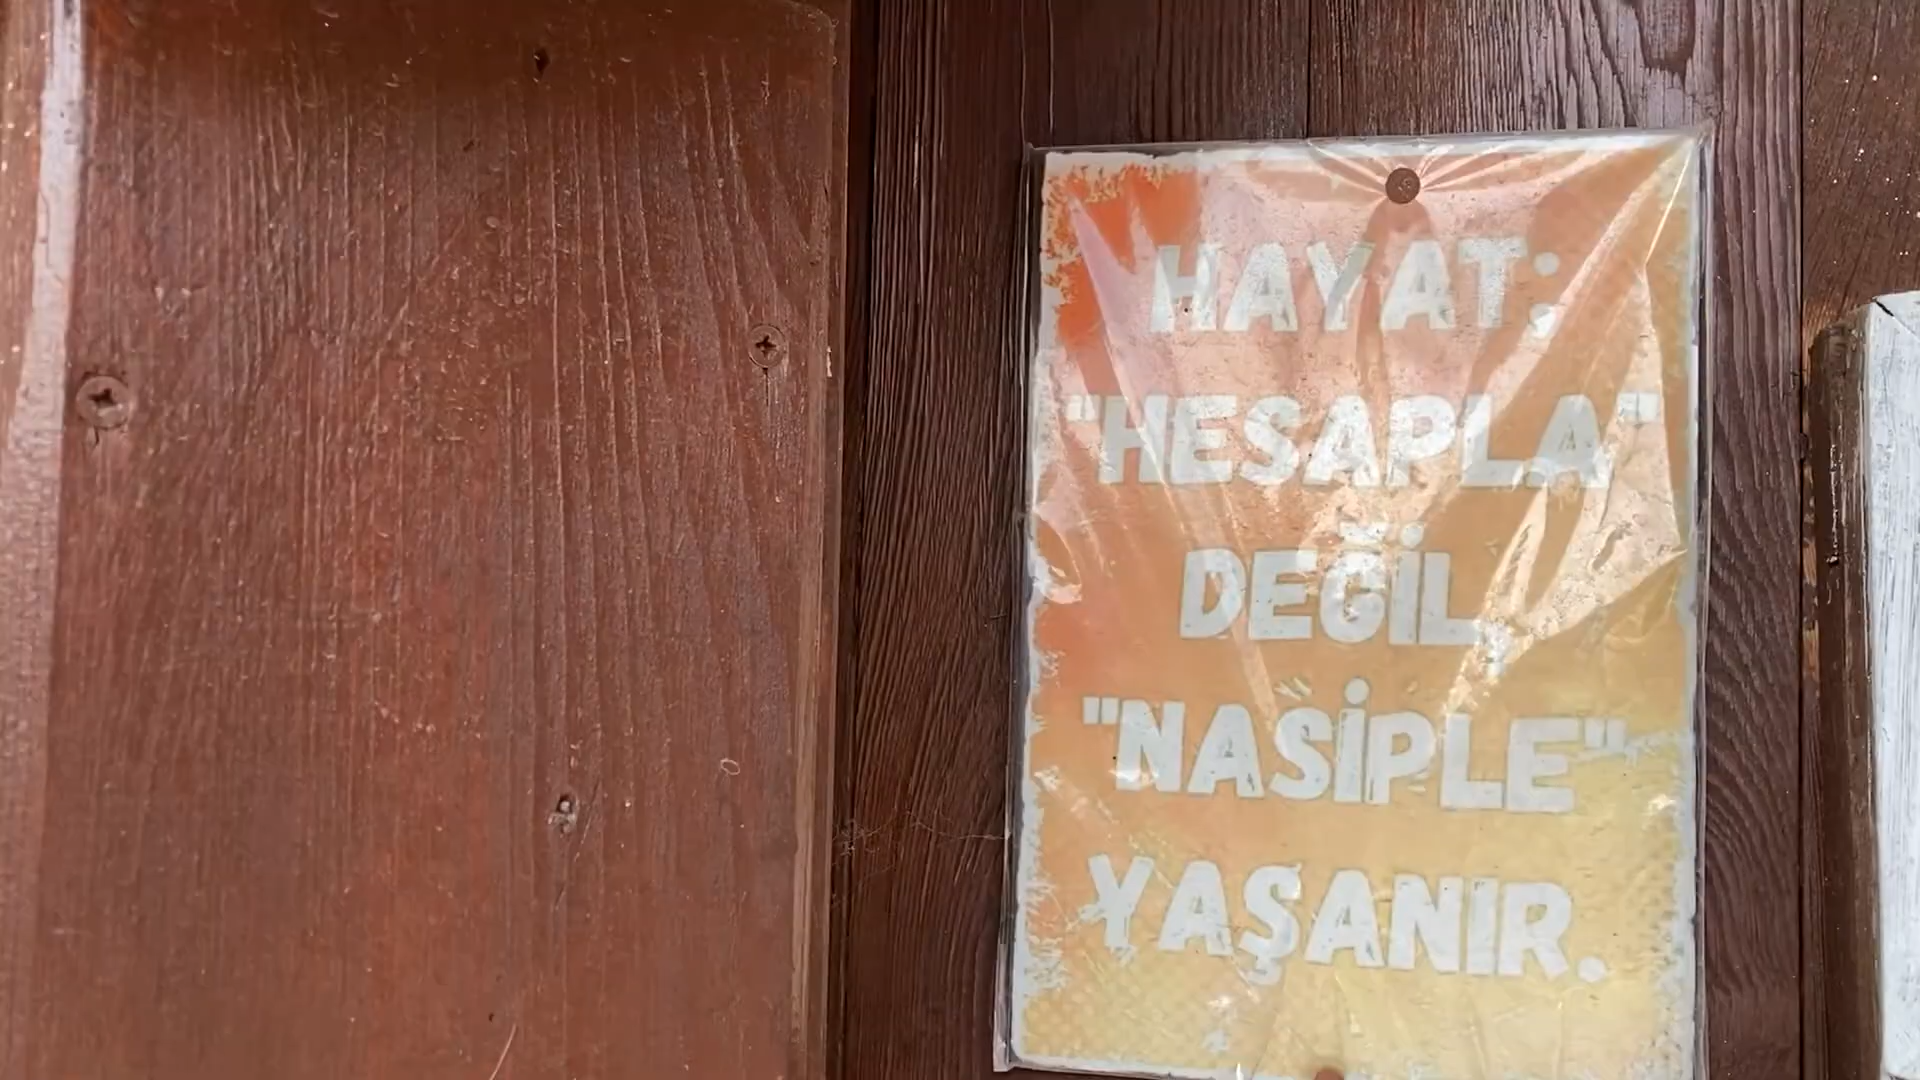 HAYAT;
"HESAPLA"
DEĞİL,
"NASİPLE"
YAŞANIR.